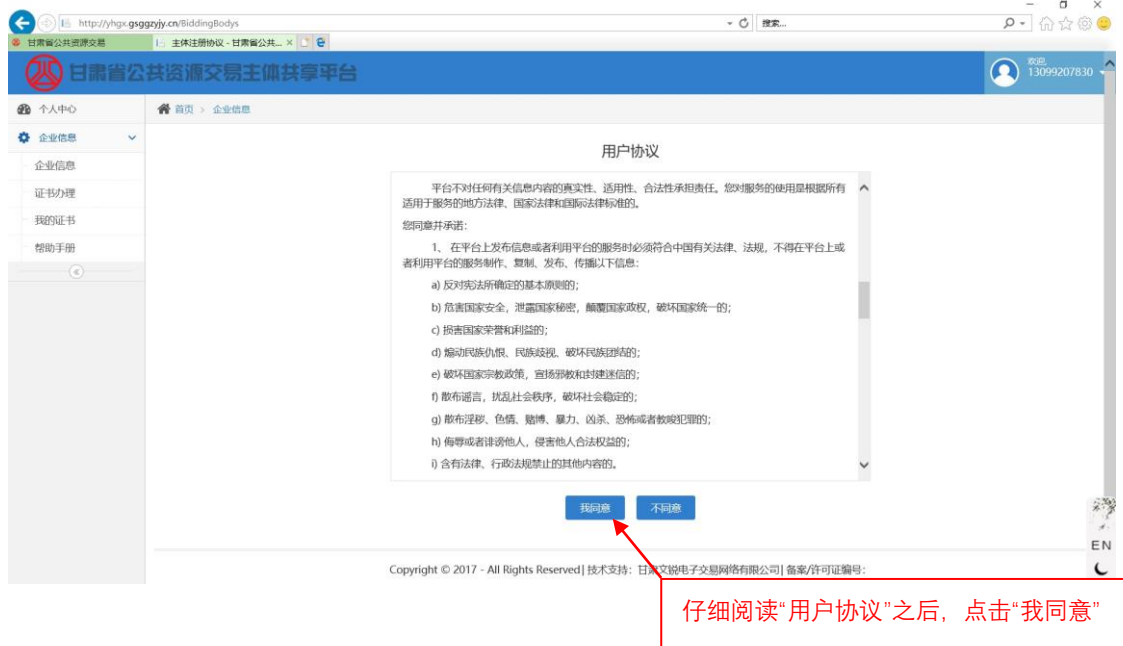 http://yhgx.gsggzyjy.cn/BiddingBodys
搜索...
甘肃省公共资源交易
主体注册协议 - 甘肃省公共...
甘肃省公共资源交易主体共享平台
欢迎,
13099207830
个人中心
首页 > 企业信息
企业信息
企业信息
证书办理
我的证书
帮助手册
用户协议
平台不对任何有关信息内容的真实性、适用性、合法性承担责任。您对服务的使用是根据所有
适用于服务的地方法律、国家法律和国际法律标准的。
您同意并承诺:
1、 在平台上发布信息或者利用平台的服务时必须符合中国有关法律、法规，不得在平台上或
者利用平台的服务制作、复制、发布、传播以下信息:
a) 反对宪法所确定的基本原则的;
b) 危害国家安全，泄露国家秘密，颠覆国家政权，破坏国家统一的;
c) 损害国家荣誉和利益的;
d) 煽动民族仇恨、民族歧视、破坏民族团结的;
e) 破坏国家宗教政策，宣扬邪教和封建迷信的;
f) 散布谣言，扰乱社会秩序，破坏社会稳定的;
g) 散布淫秽、色情、赌博、暴力、凶杀、恐怖或者教唆犯罪的;
h) 侮辱或者诽谤他人，侵害他人合法权益的;
i) 含有法律、行政法规禁止的其他内容的。
我同意
不同意
EN
Copyright © 2017 - All Rights Reserved| 技术支持：甘肃文锐电子交易网络有限公司| 备案/许可证编号:
仔细阅读“用户协议”之后，点击“我同意”